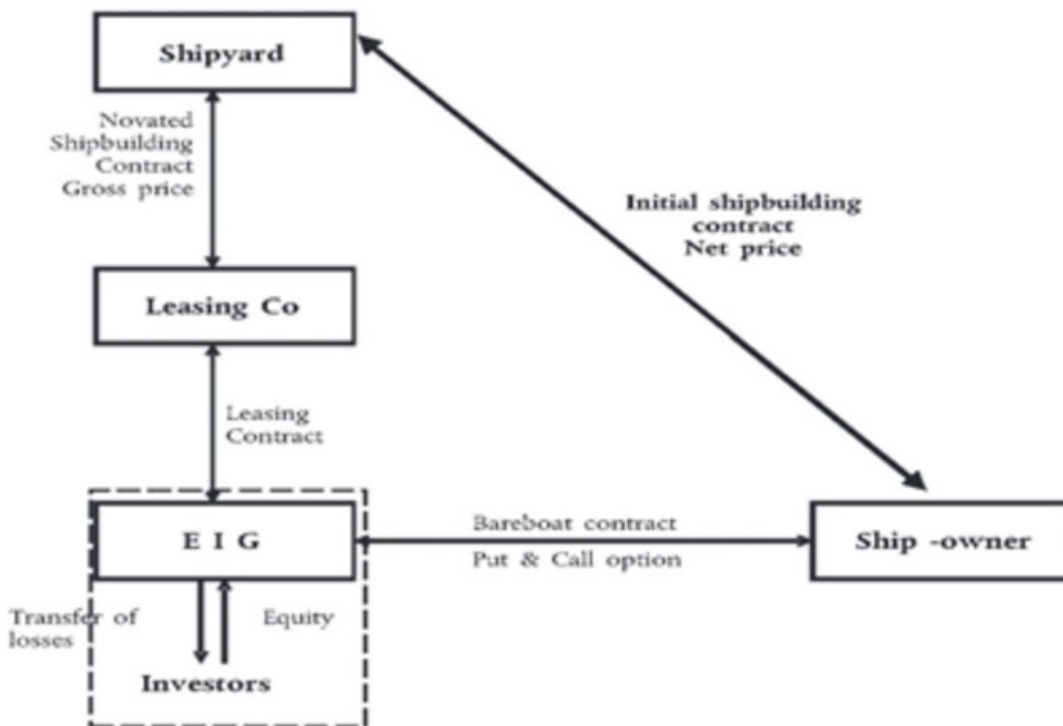 Shipyard
Novated
Shipbuilding
Contract
Gross price
Initial shipbuilding
contract
Net price
Leasing Co
Leasing
Contract
E I G
Bareboat contract
Put & Call option
Ship -owner
Transfer of
losses
Equity
Investors